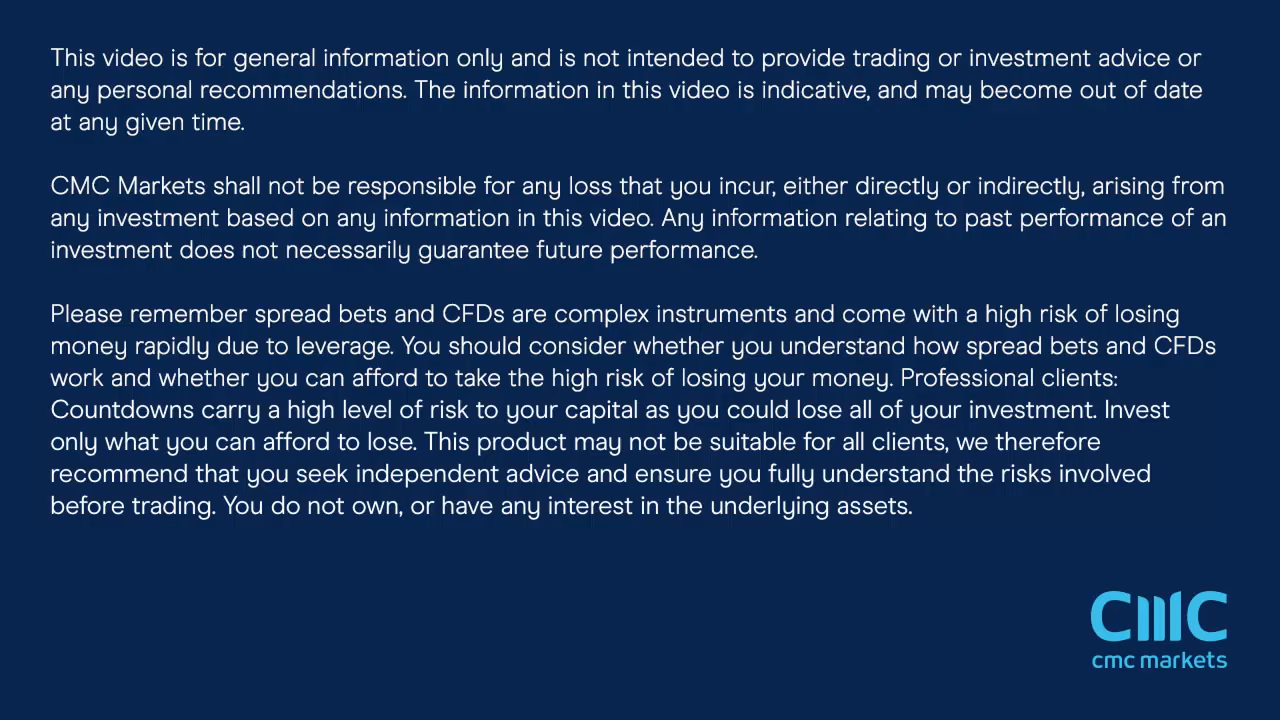 This video is for general information only and is not intended to provide trading or investment advice or
any personal recommendations. The information in this video is indicative, and may become out of date
at any given time.
CMC Markets shall not be responsible for any loss that you incur, either directly or indirectly, arising from
any investment based on any information in this video. Any information relating to past performance of an
investment does not necessarily guarantee future performance.
Please remember spread bets and CFDs are complex instruments and come with a high risk of losing
money rapidly due to leverage. You should consider whether you understand how spread bets and CFDs
work and whether you can afford to take the high risk of losing your money. Professional clients:
Countdowns carry a high level of risk to your capital as you could lose all of your investment. Invest
only what you can afford to lose. This product may not be suitable for all clients, we therefore
recommend that you seek independent advice and ensure you fully understand the risks involved
before trading. You do not own, or have any interest in the underlying assets.
CMC
cmc markets